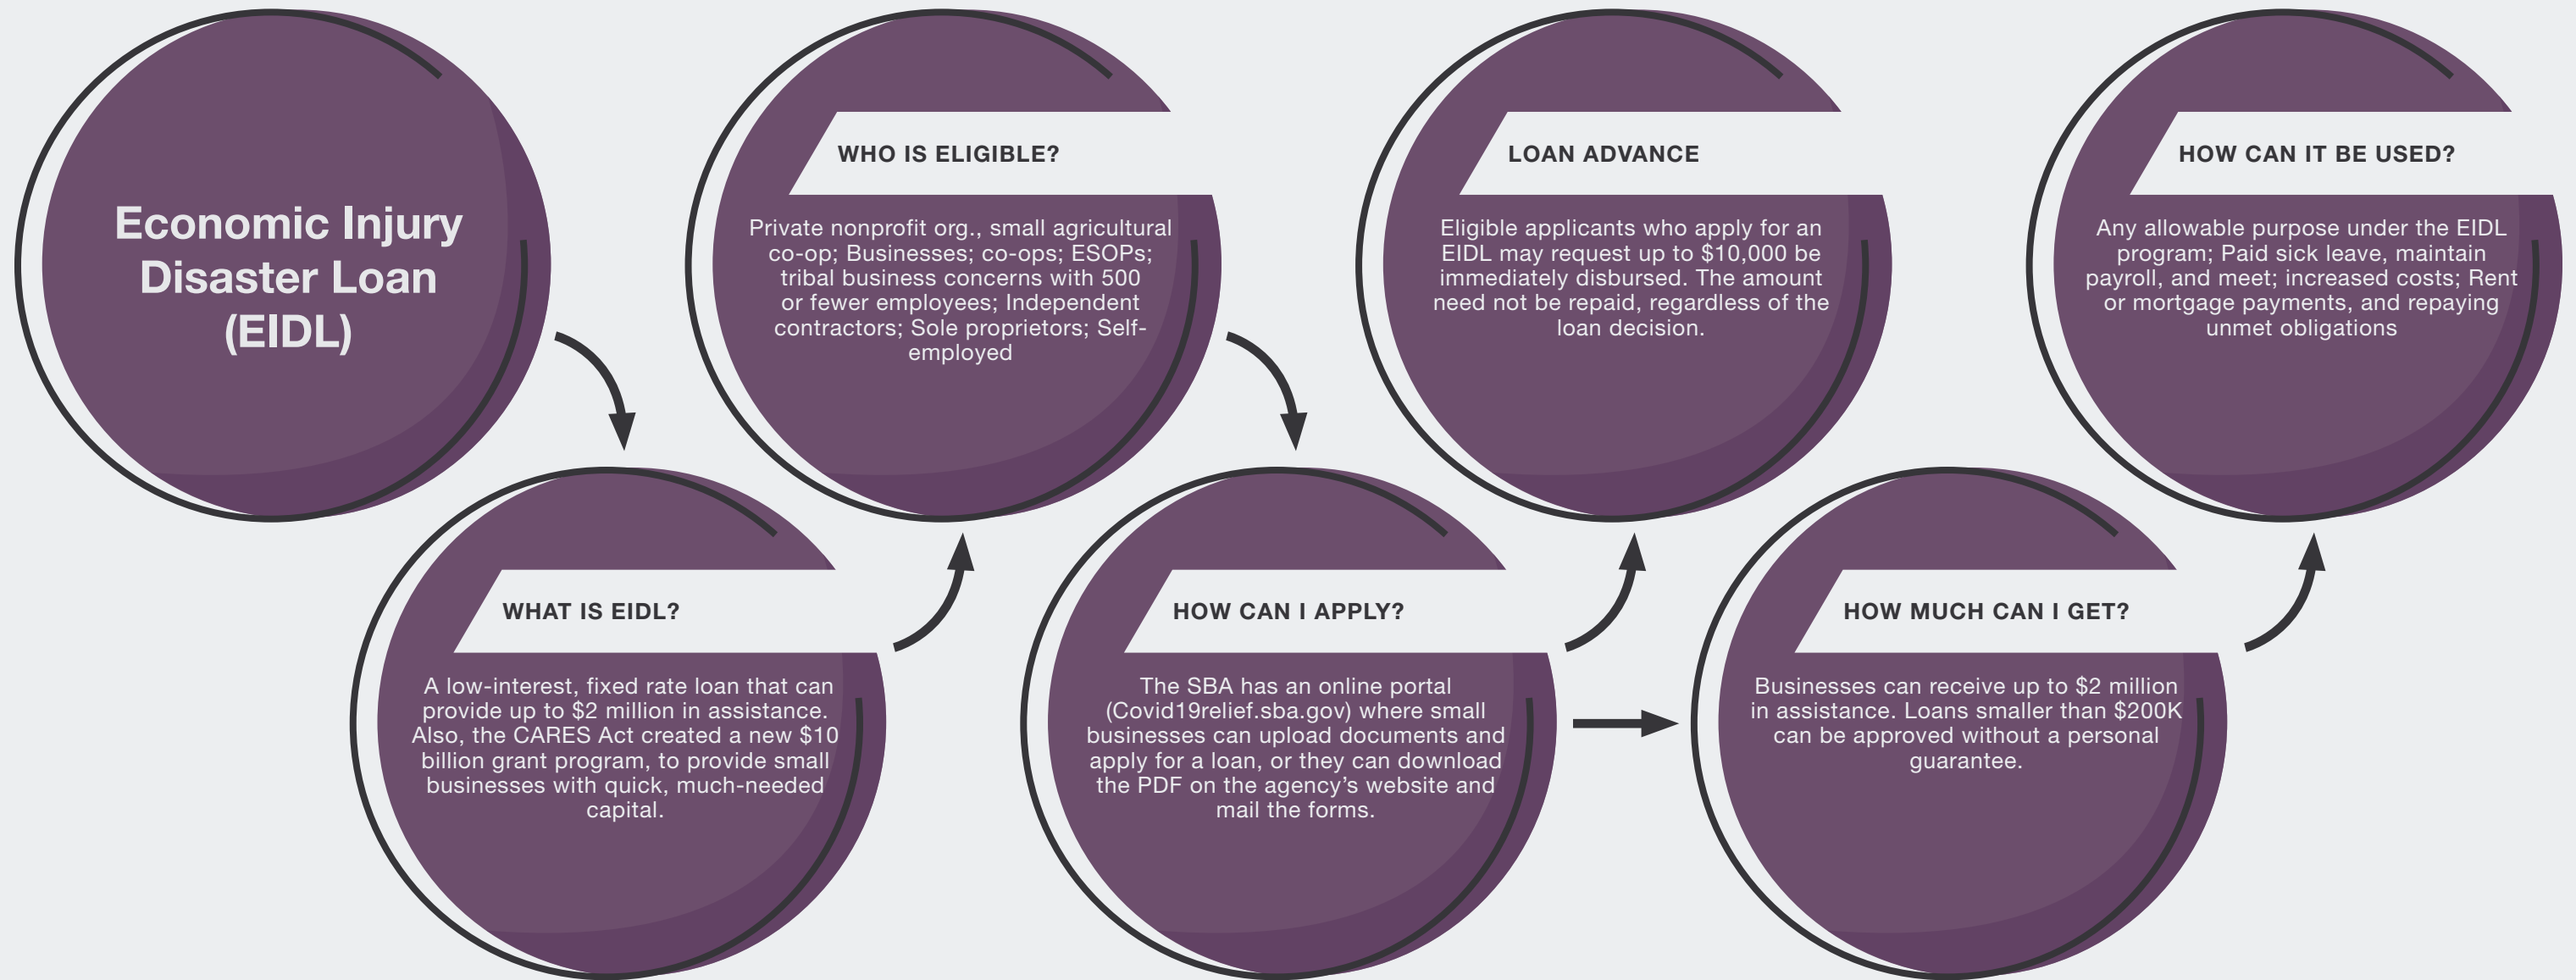 Economic Injury
Disaster Loan
(EIDL)
WHAT IS EIDL?
A low-interest, fixed rate loan that can
provide up to $2 million in assistance.
Also, the CARES Act created a new $10
billion grant program, to provide small
businesses with quick, much-needed
capital.
WHO IS ELIGIBLE?
Private nonprofit org., small agricultural
co-op; Businesses; co-ops; ESOPs;
tribal business concerns with 500
or fewer employees; Independent
contractors; Sole proprietors; Self-
employed
HOW CAN I APPLY?
The SBA has an online portal
(Covid19relief.sba.gov) where small
businesses can upload documents and
apply for a loan, or they can download
the PDF on the agency’s website and
mail the forms.
LOAN ADVANCE
Eligible applicants who apply for an
EIDL may request up to $10,000 be
immediately disbursed. The amount
need not be repaid, regardless of the
loan decision.
HOW MUCH CAN I GET?
Businesses can receive up to $2 million
in assistance. Loans smaller than $200K
can be approved without a personal
guarantee.
HOW CAN IT BE USED?
Any allowable purpose under the EIDL
program; Paid sick leave, maintain
payroll, and meet; increased costs; Rent
or mortgage payments, and repaying
unmet obligations